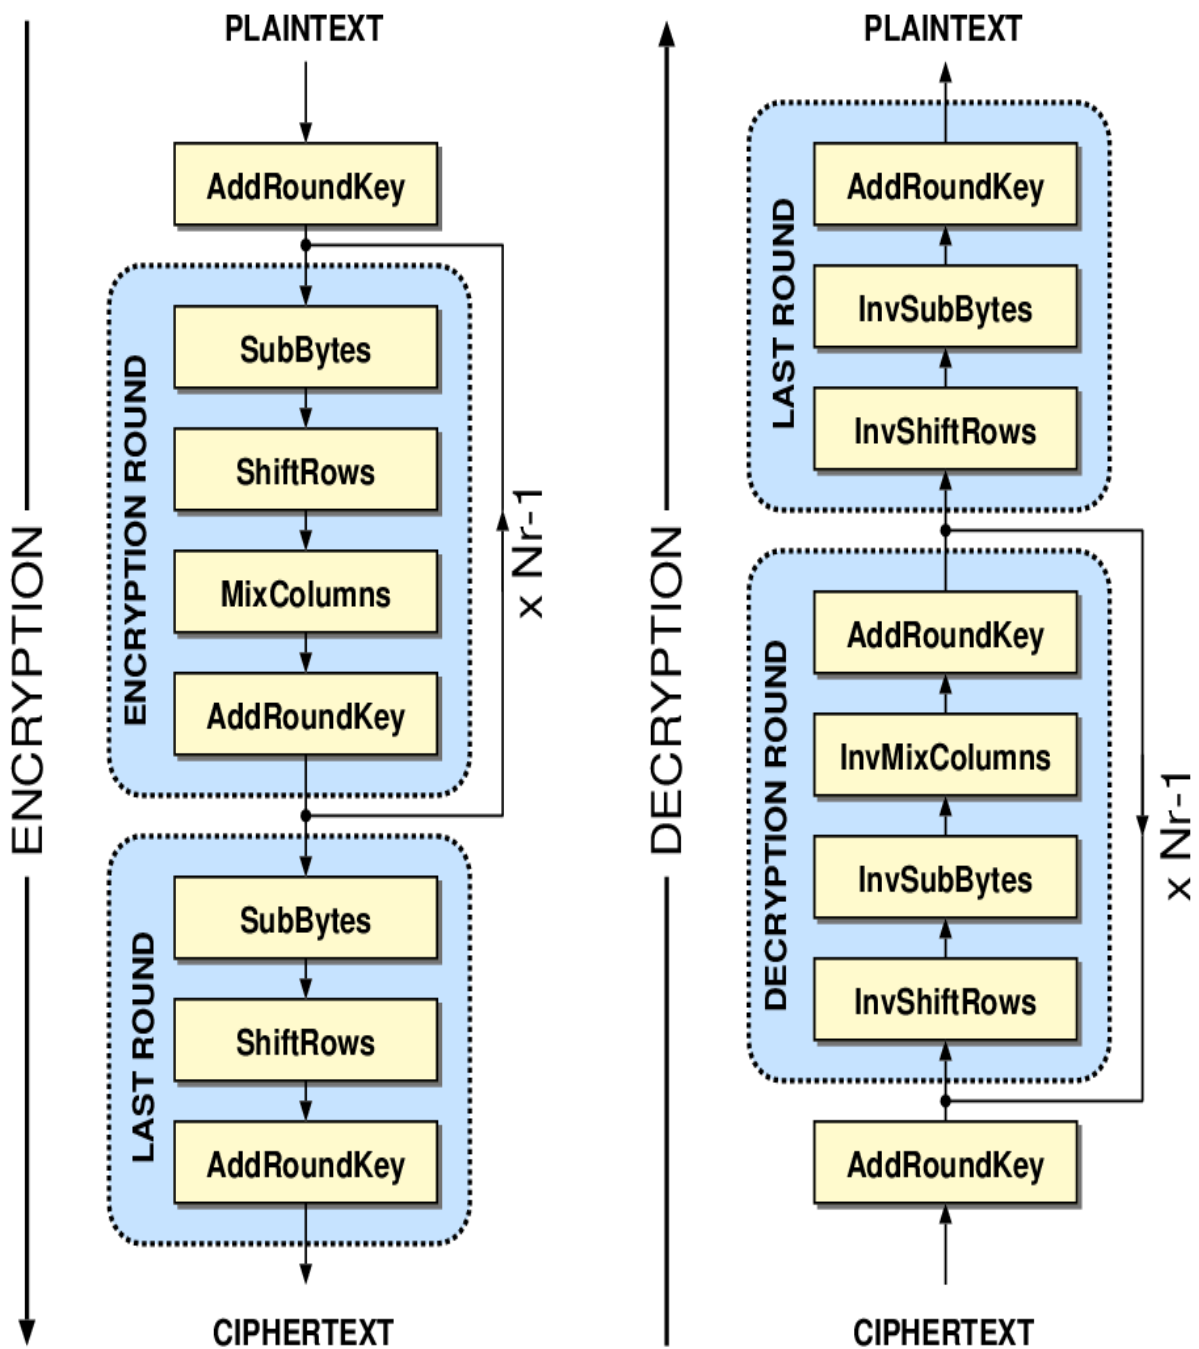 PLAINTEXT
AddRoundKey
ENCRYPTION ROUND
SubBytes
ShiftRows
MixColumns
AddRoundKey
x Nr-1
ENCRYPTION
LAST ROUND
SubBytes
ShiftRows
AddRoundKey
CIPHERTEXT
PLAINTEXT
LAST ROUND
AddRoundKey
InvSubBytes
InvShiftRows
DECRYPTION
DECRYPTION ROUND
AddRoundKey
InvMixColumns
InvSubBytes
InvShiftRows
x Nr-1
AddRoundKey
CIPHERTEXT